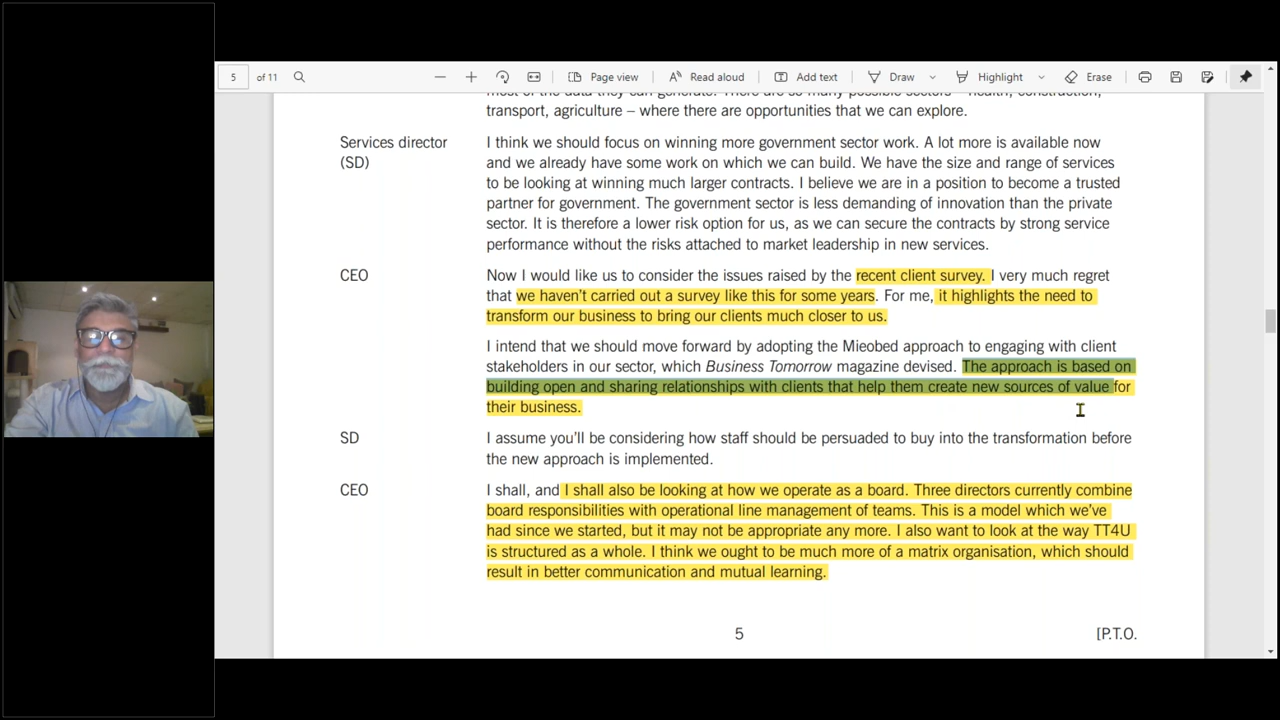 5 of 11
Page view
Read aloud
Add text
Draw
Highlight
Erase
most of the data they can generate. There are so many possible sectors – health, construction,
transport, agriculture – where there are opportunities that we can explore.
Services director
(SD)
I think we should focus on winning more government sector work. A lot more is available now
and we already have some work on which we can build. We have the size and range of services
to be looking at winning much larger contracts. I believe we are in a position to become a trusted
partner for government. The government sector is less demanding of innovation than the private
sector. It is therefore a lower risk option for us, as we can secure the contracts by strong service
performance without the risks attached to market leadership in new services.
CEO
Now I would like us to consider the issues raised by the recent client survey. I very much regret
that we haven't carried out a survey like this for some years. For me, it highlights the need to
transform our business to bring our clients much closer to us.
I intend that we should move forward by adopting the Mieobed approach to engaging with client
stakeholders in our sector, which Business Tomorrow magazine devised. The approach is based on
building open and sharing relationships with clients that help them create new sources of value for
their business.
SD
I assume you'll be considering how staff should be persuaded to buy into the transformation before
the new approach is implemented.
CEO
I shall, and I shall also be looking at how we operate as a board. Three directors currently combine
board responsibilities with operational line management of teams. This is a model which we've
had since we started, but it may not be appropriate any more. I also want to look at the way TT4U
is structured as a whole. I think we ought to be much more of a matrix organisation, which should
result in better communication and mutual learning.
5
[P.T.O.